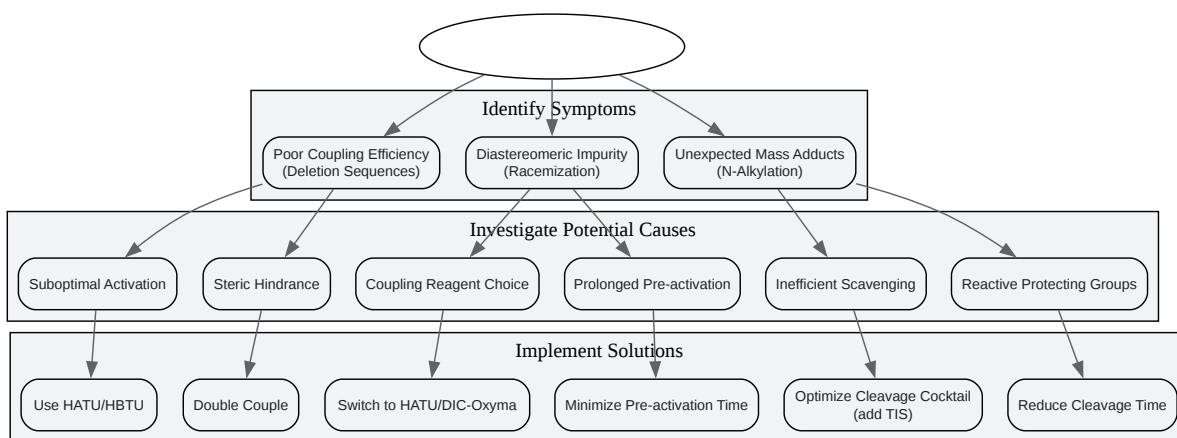 Identify Symptoms
Poor Coupling Efficiency
(Deletion Sequences)
Diastereomeric Impurity
(Racemization)
Unexpected Mass Adducts
(N-Alkylation)
Investigate Potential Causes
Suboptimal Activation
Steric Hindrance
Coupling Reagent Choice
Prolonged Pre-activation
Inefficient Scavenging
Reactive Protecting Groups
Implement Solutions
Use HATU/HBTU
Double Couple
Switch to HATU/DIC-Oxyma
Minimize Pre-activation Time
Optimize Cleavage Cocktail
(add TIS)
Reduce Cleavage Time